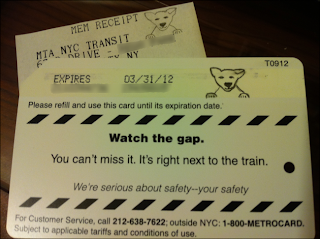 MEM RECEIPT
MTA NYC TRANSIT
DRIVE
NY
T0912
EXPIRES 03/31/12
Please refill and use this card until its expiration date.
Watch the gap.
You can't miss it. It's right next to the train.
We're serious about safety--your safety
For Customer Service, call 212-638-7622; outside NYC: 1-800-METROCARD.
Subject to applicable tariffs and conditions of use.